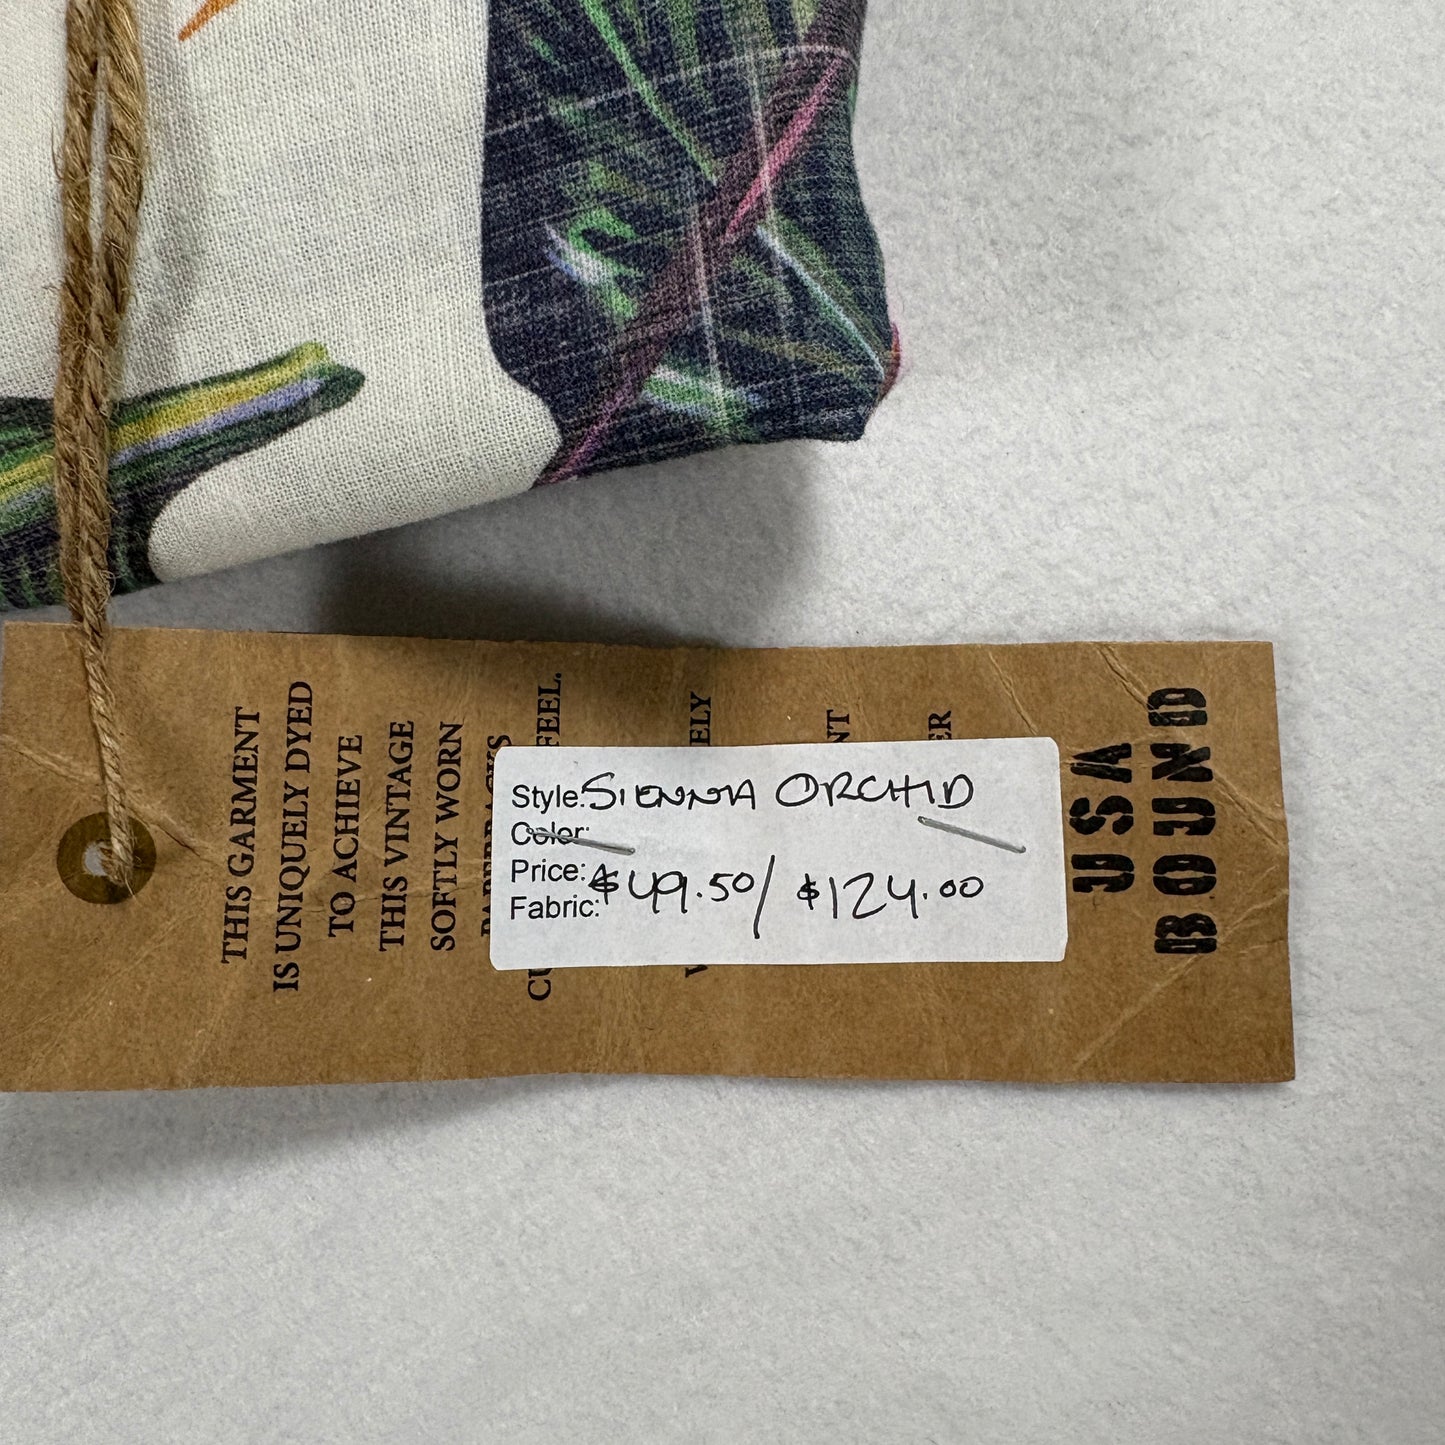 THIS GARMENT
IS UNIQUELY DYED
TO ACHIEVE
THIS VINTAGE
SOFTLY WORN
FEEL.
Style: SIENNA ORCHID
Color:
Price: $49.50/ $124.00
Fabric:
USA
BOUND